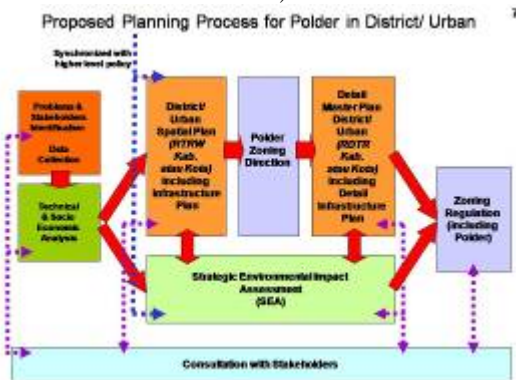 Proposed Planning Process for Polder in District/ Urban
7
Synchronized with
higher level policy
Problems &
Stakeholders
Identification
Data
Collection
Technical
& Socio
Economic
Analysis
District/
Urban
Spatial Plan
(RTRW
Kab.
atau Kota)
Including
Infrastructure
Plan
Polder
Zoning
Direction
Detail
Master Plan
District/
Urban
(RDTR
Kab.
atau Kota)
Including
Detail
Infrastructure
Plan
Zoning
Regulation
(including
Polder)
Strategic Environmental Impact
Assessment
(SEA)
Consultation with Stakeholders